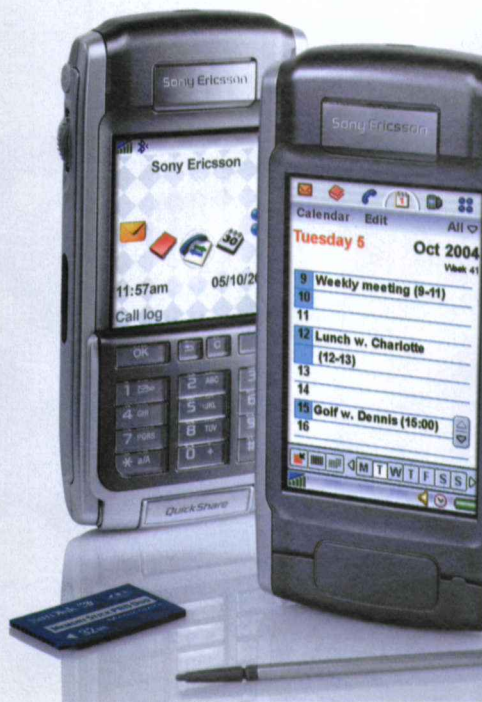 Sony Ericsson
Sony Ericsson
11:57am
05/10/20
Call log
OK
C
1
2 ABC
3
4 GHI
5 JKL
6
7 PQRS
8 TUV
* a/A
0 +
QuickShare
Sony Ericsson
Calendar Edit All
Tuesday 5 Oct 2004
Week 41
9 Weekly meeting (9-11)
10
11
12 Lunch w. Charlotte
(12-13)
13
14
15 Golf w. Dennis (15:00)
16
M T W T F S S